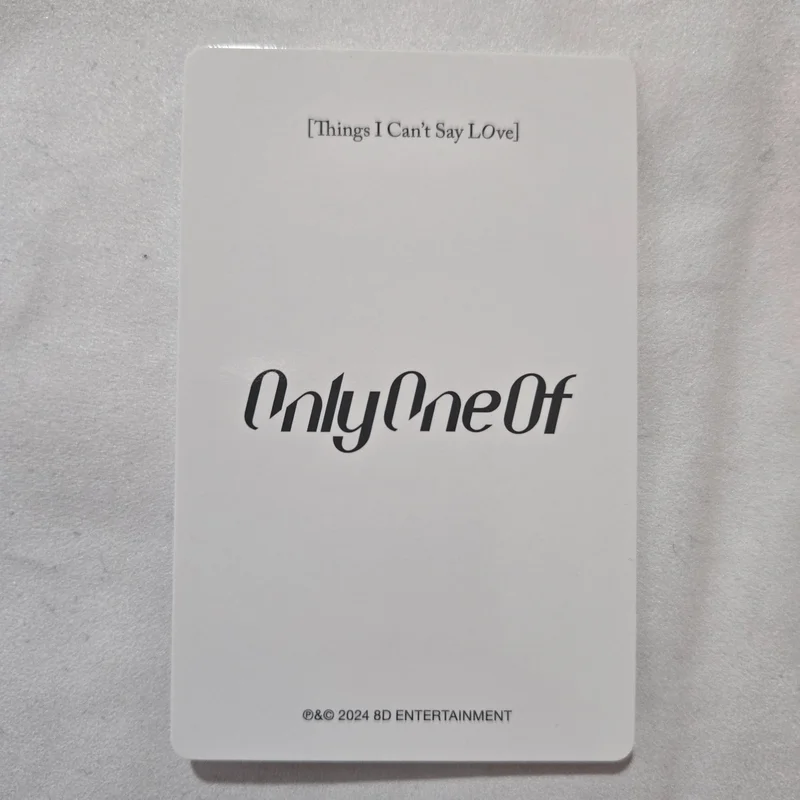 [Things I Can't Say LOve]
OnlyOneOf
℗&© 2024 8D ENTERTAINMENT